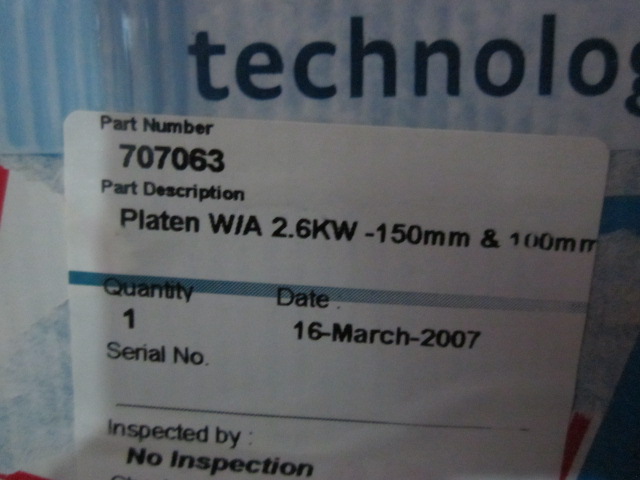 technolog
Part Number
707063
Part Description
Platen W/A 2.6KW -150mm & 100mm
Quantity Date :
1 16-March-2007
Serial No.
Inspected by :
No Inspection